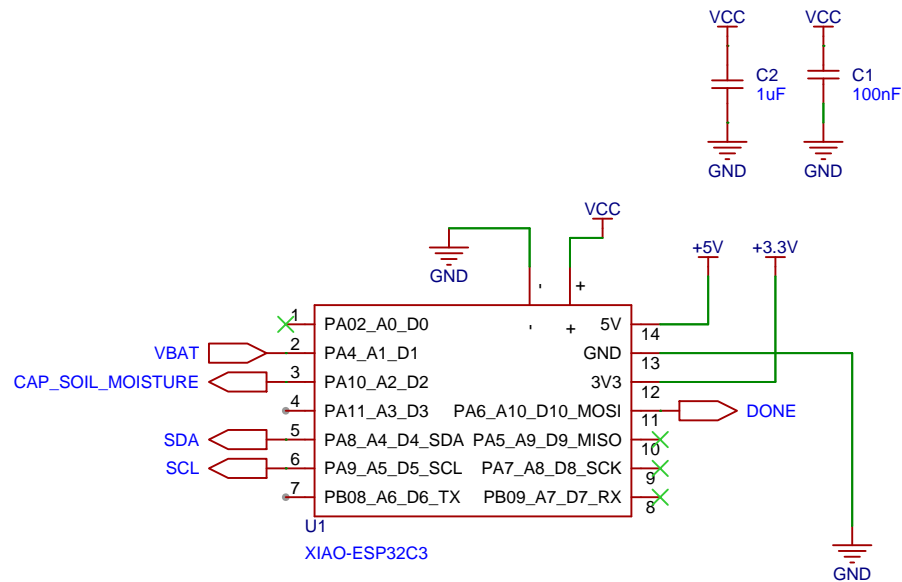 VCC
VCC
C2
1uF
C1
100nF
GND
GND
VCC
+5V
+3.3V
GND
- +
- +
1 PA02_A0_D0
5V 14
VBAT 2 PA4_A1_D1
GND 13
CAP_SOIL_MOISTURE 3 PA10_A2_D2
3V3 12
4 PA11_A3_D3
PA6_A10_D10_MOSI 11 DONE
SDA 5 PA8_A4_D4_SDA
PA5_A9_D9_MISO 10
SCL 6 PA9_A5_D5_SCL
PA7_A8_D8_SCK 9
7 PB08_A6_D6_TX
PB09_A7_D7_RX 8
U1
XIAO-ESP32C3
GND